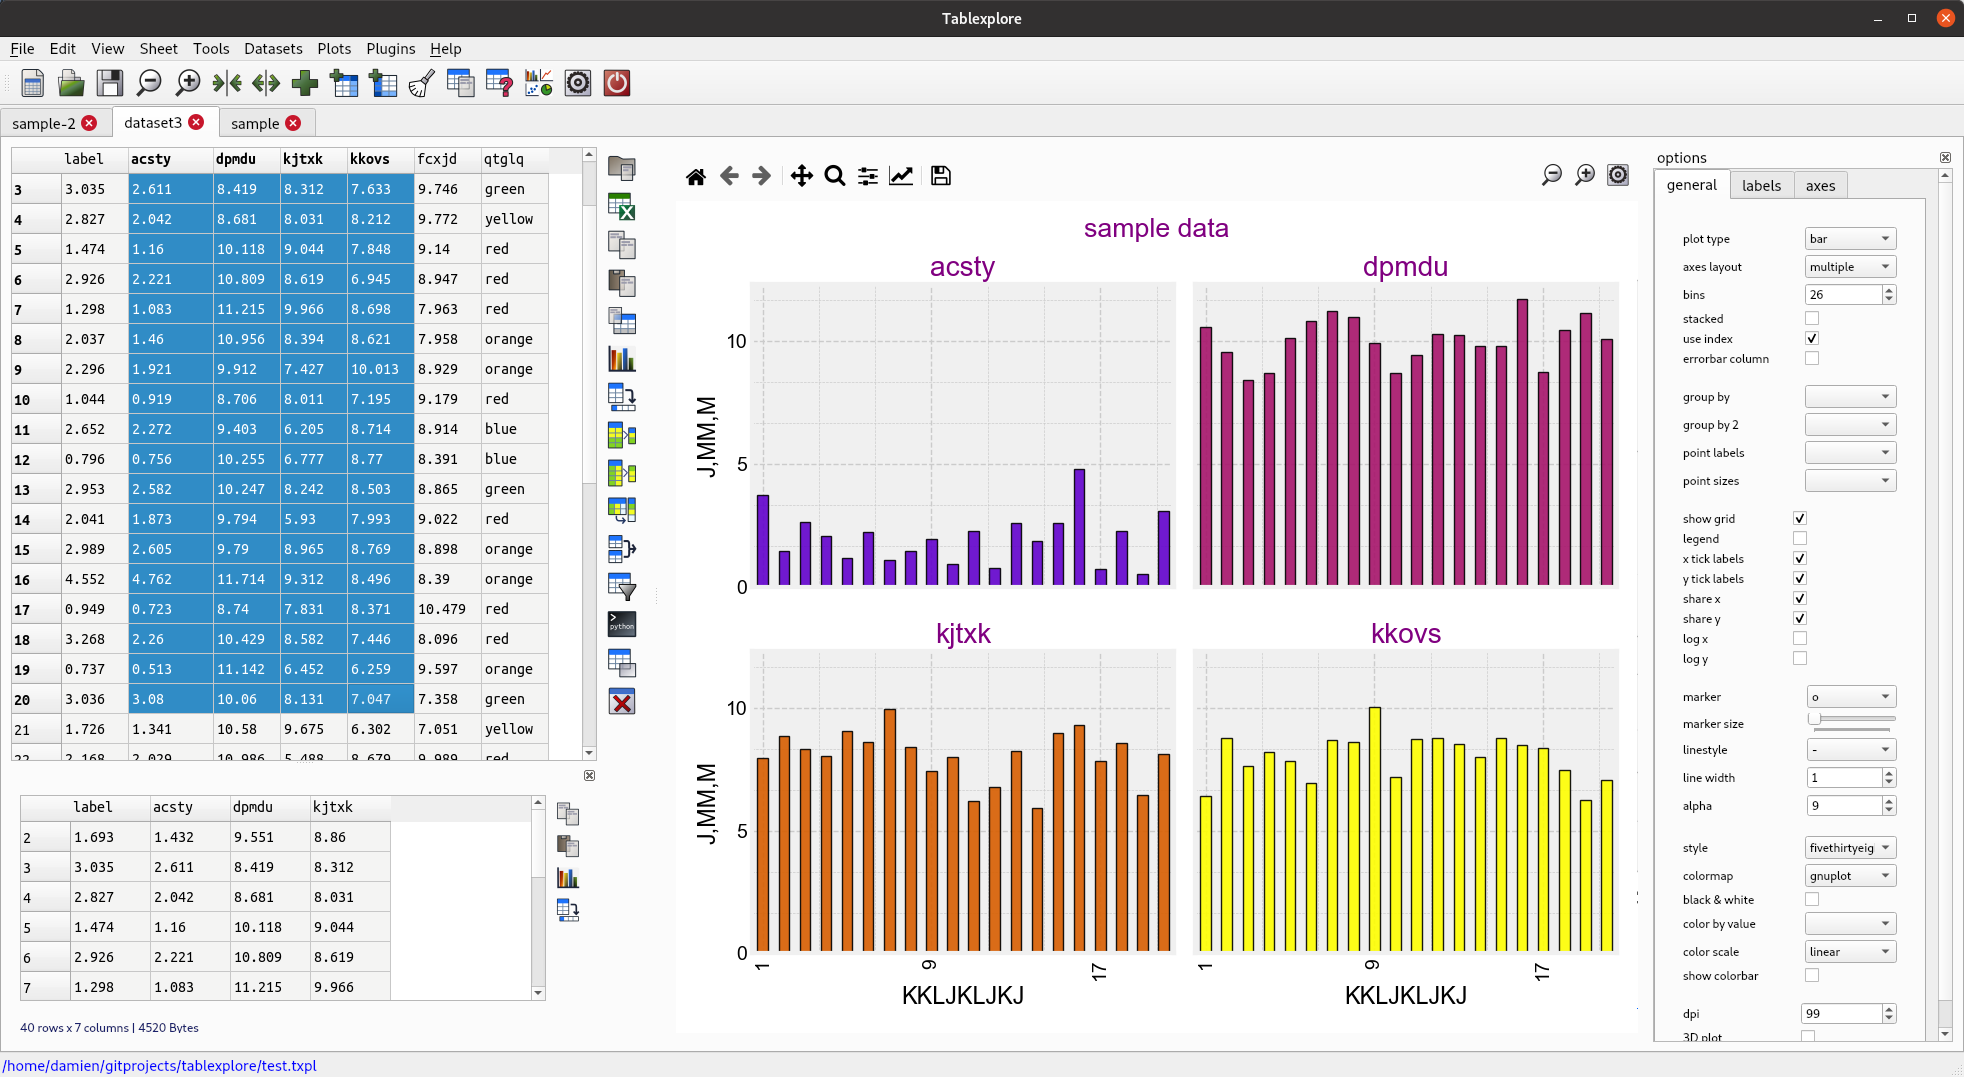 Tablexplore
File Edit View Sheet Tools Datasets Plots Plugins Help
sample-2 dataset3 sample
label acsty dpmdu kjtxk kkovs fcxjd qtglq
3 3.035 2.611 8.419 8.312 7.633 9.746 green
4 2.827 2.042 8.681 8.031 8.212 9.772 yellow
5 1.474 1.16 10.118 9.044 7.848 9.14 red
6 2.926 2.221 10.809 8.619 6.945 8.947 red
7 1.298 1.083 11.215 9.966 8.698 7.963 red
8 2.037 1.46 10.956 8.394 8.621 7.958 orange
9 2.296 1.921 9.912 7.427 10.013 8.929 orange
10 1.044 0.919 8.706 8.011 7.195 9.179 red
11 2.652 2.272 9.403 6.205 8.714 8.914 blue
12 0.796 0.756 10.255 6.777 8.77 8.391 blue
13 2.953 2.582 10.247 8.242 8.503 8.865 green
14 2.041 1.873 9.794 5.93 7.993 9.022 red
15 2.989 2.605 9.79 8.965 8.769 8.898 orange
16 4.552 4.762 11.714 9.312 8.496 8.39 orange
17 0.949 0.723 8.74 7.831 8.371 10.479 red
18 3.268 2.26 10.429 8.582 7.446 8.096 red
19 0.737 0.513 11.142 6.452 6.259 9.597 orange
20 3.036 3.08 10.06 8.131 7.047 7.358 green
21 1.726 1.341 10.58 9.675 6.302 7.051 yellow
22 2.168 2.029 10.986 5.488 8.679 9.989 red
python
label acsty dpmdu kjtxk
2 1.693 1.432 9.551 8.86
3 3.035 2.611 8.419 8.312
4 2.827 2.042 8.681 8.031
5 1.474 1.16 10.118 9.044
6 2.926 2.221 10.809 8.619
7 1.298 1.083 11.215 9.966
40 rows x 7 columns | 4520 Bytes
/home/damien/gitprojects/tablexplore/test.txpl
sample data
acsty dpmdu
J,MM,M
10
5
0
kjtxk kkovs
J,MM,M
10
5
0
1 9 17 1 9 17
KKLJKLJKJ KKLJKLJKJ
options
general labels axes
plot type bar
axes layout multiple
bins 26
stacked
use index
errorbar column
group by
group by 2
point labels
point sizes
show grid
legend
x tick labels
y tick labels
share x
share y
log x
log y
marker o
marker size
linestyle -
line width 1
alpha 9
style fivethirtyeig
colormap gnuplot
black & white
color by value
color scale linear
show colorbar
dpi 99
3D plot